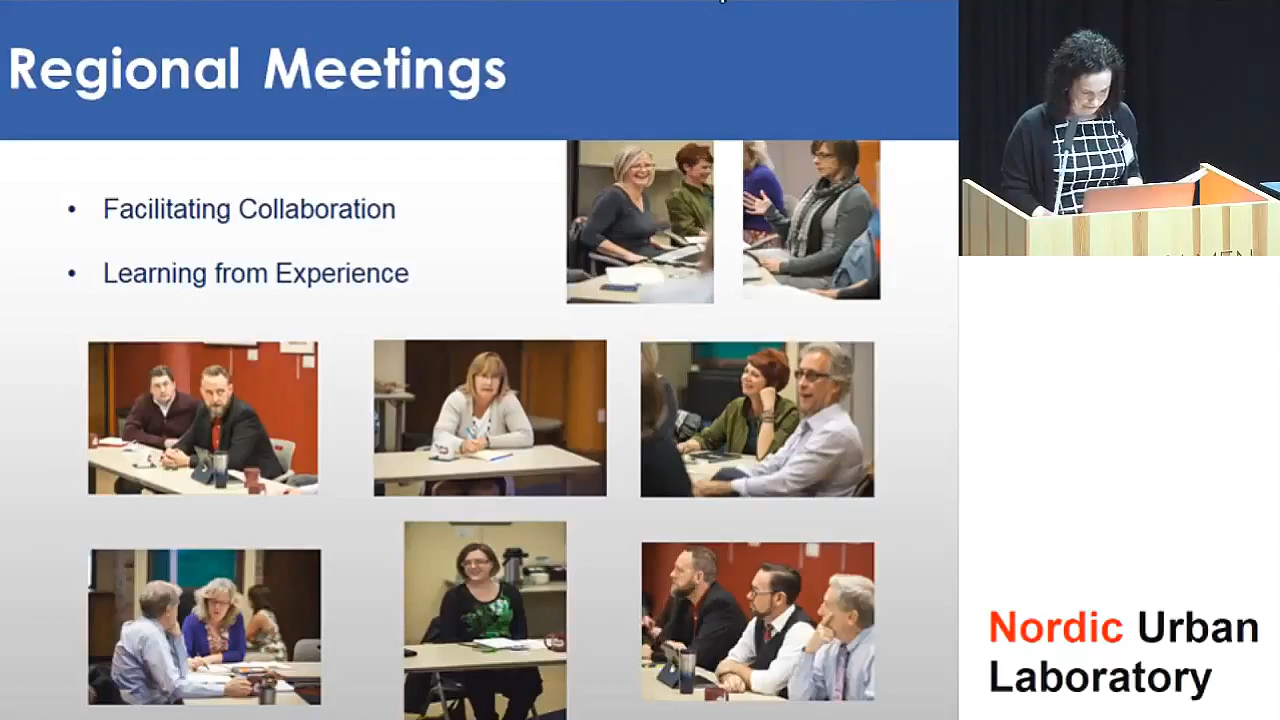 Regional Meetings
• Facilitating Collaboration
• Learning from Experience
Nordic Urban
Laboratory